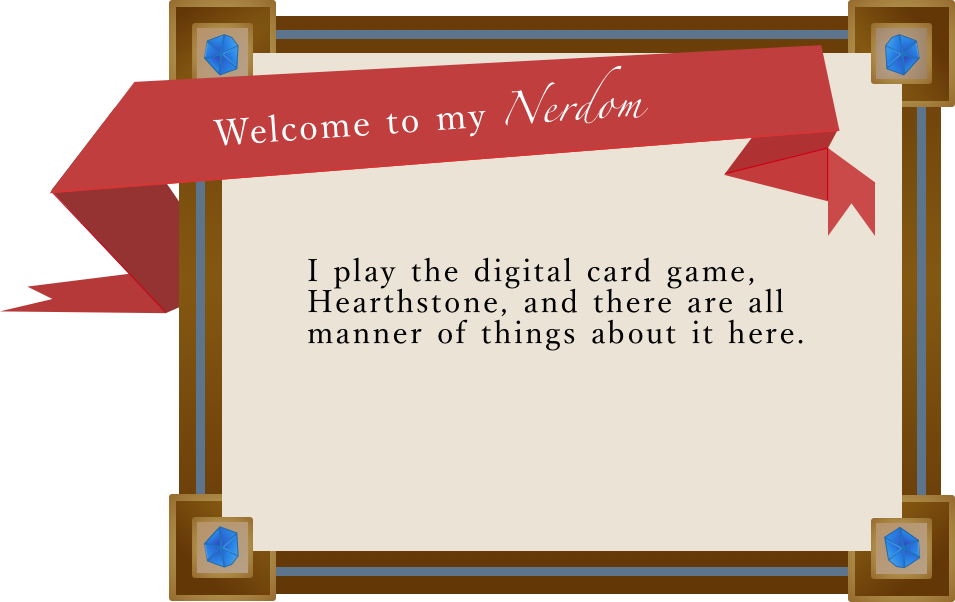 Welcome to my Nerdom
I play the digital card game,
Hearthstone, and there are all
manner of things about it here.